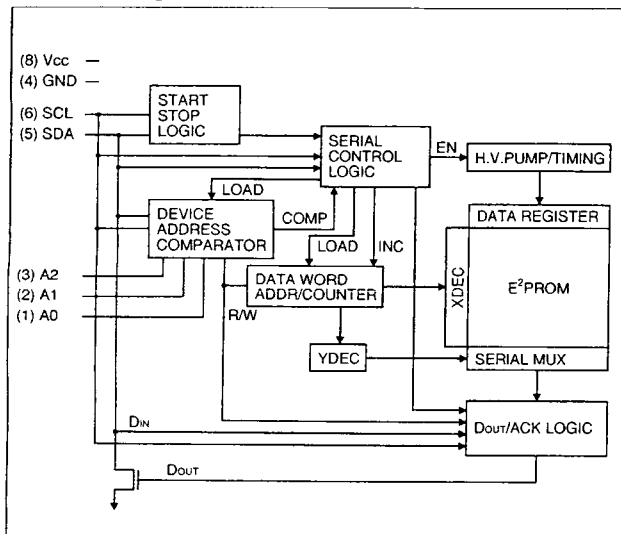 (8) Vcc
(4) GND
(6) SCL
(5) SDA
START
STOP
LOGIC
SERIAL
CONTROL
LOGIC
EN
H.V.PUMP/TIMING
LOAD
COMP
DEVICE
ADDRESS
COMPARATOR
LOAD
INC
DATA REGISTER
(3) A2
(2) A1
(1) A0
R/W
DATA WORD
ADDR/COUNTER
XDEC
E²PROM
YDEC
SERIAL MUX
DIN
DOUT/ACK LOGIC
DOUT